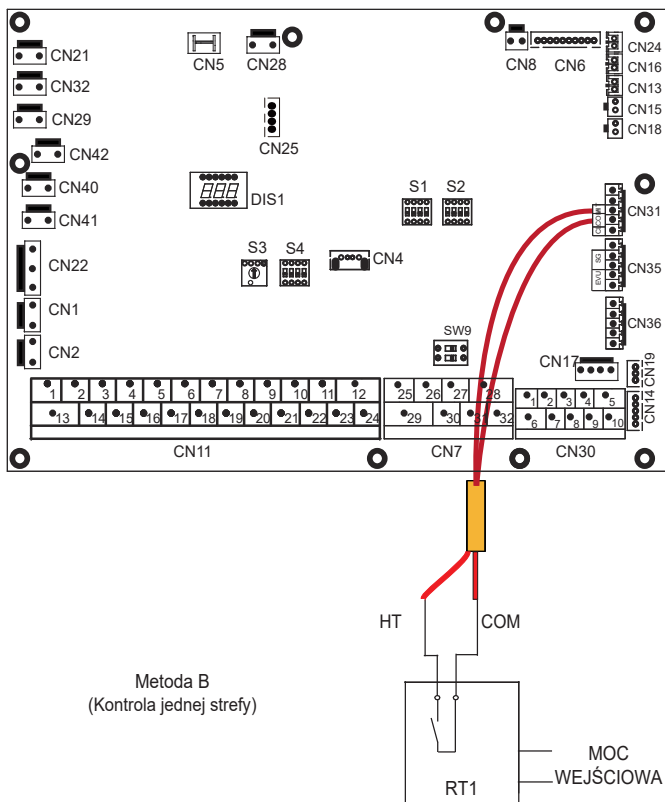 CN21
CN32
CN29
CN42
CN40
CN41
CN22
CN1
CN2
CN5
CN28
CN25
DIS1
S3
S4
CN4
S1
S2
SW9
CN8
CN6
CN24
CN16
CN13
CN15
CN18
CN31
SG
EVU
CN35
CN36
CN17
CN19
CN14
1 2 3 4 5 6 7 8 9 10 11 12
13 14 15 16 17 18 19 20 21 22 23 24
CN11
25 26 27 28
29 30 31 32
CN7
1 2 3 4 5
6 7 8 9 10
CN30
HT
COM
Metoda B
(Kontrola jednej strefy)
RT1
MOC
WEJŚCIOWA